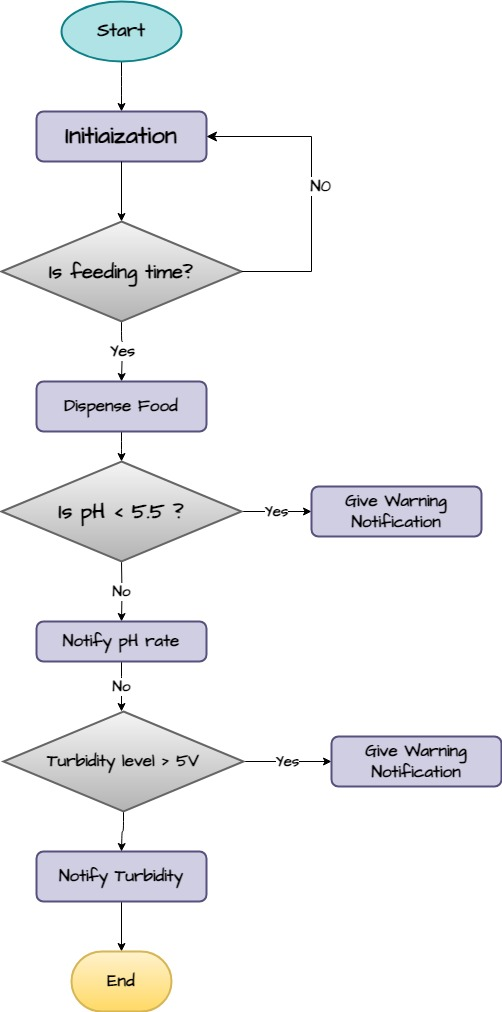 Start
Initiaization
NO
Is feeding time?
Yes
Dispense Food
Is pH < 5.5 ?
Yes
Give Warning
Notification
No
Notify pH rate
No
Turbidity level > 5V
Yes
Give Warning
Notification
Notify Turbidity
End